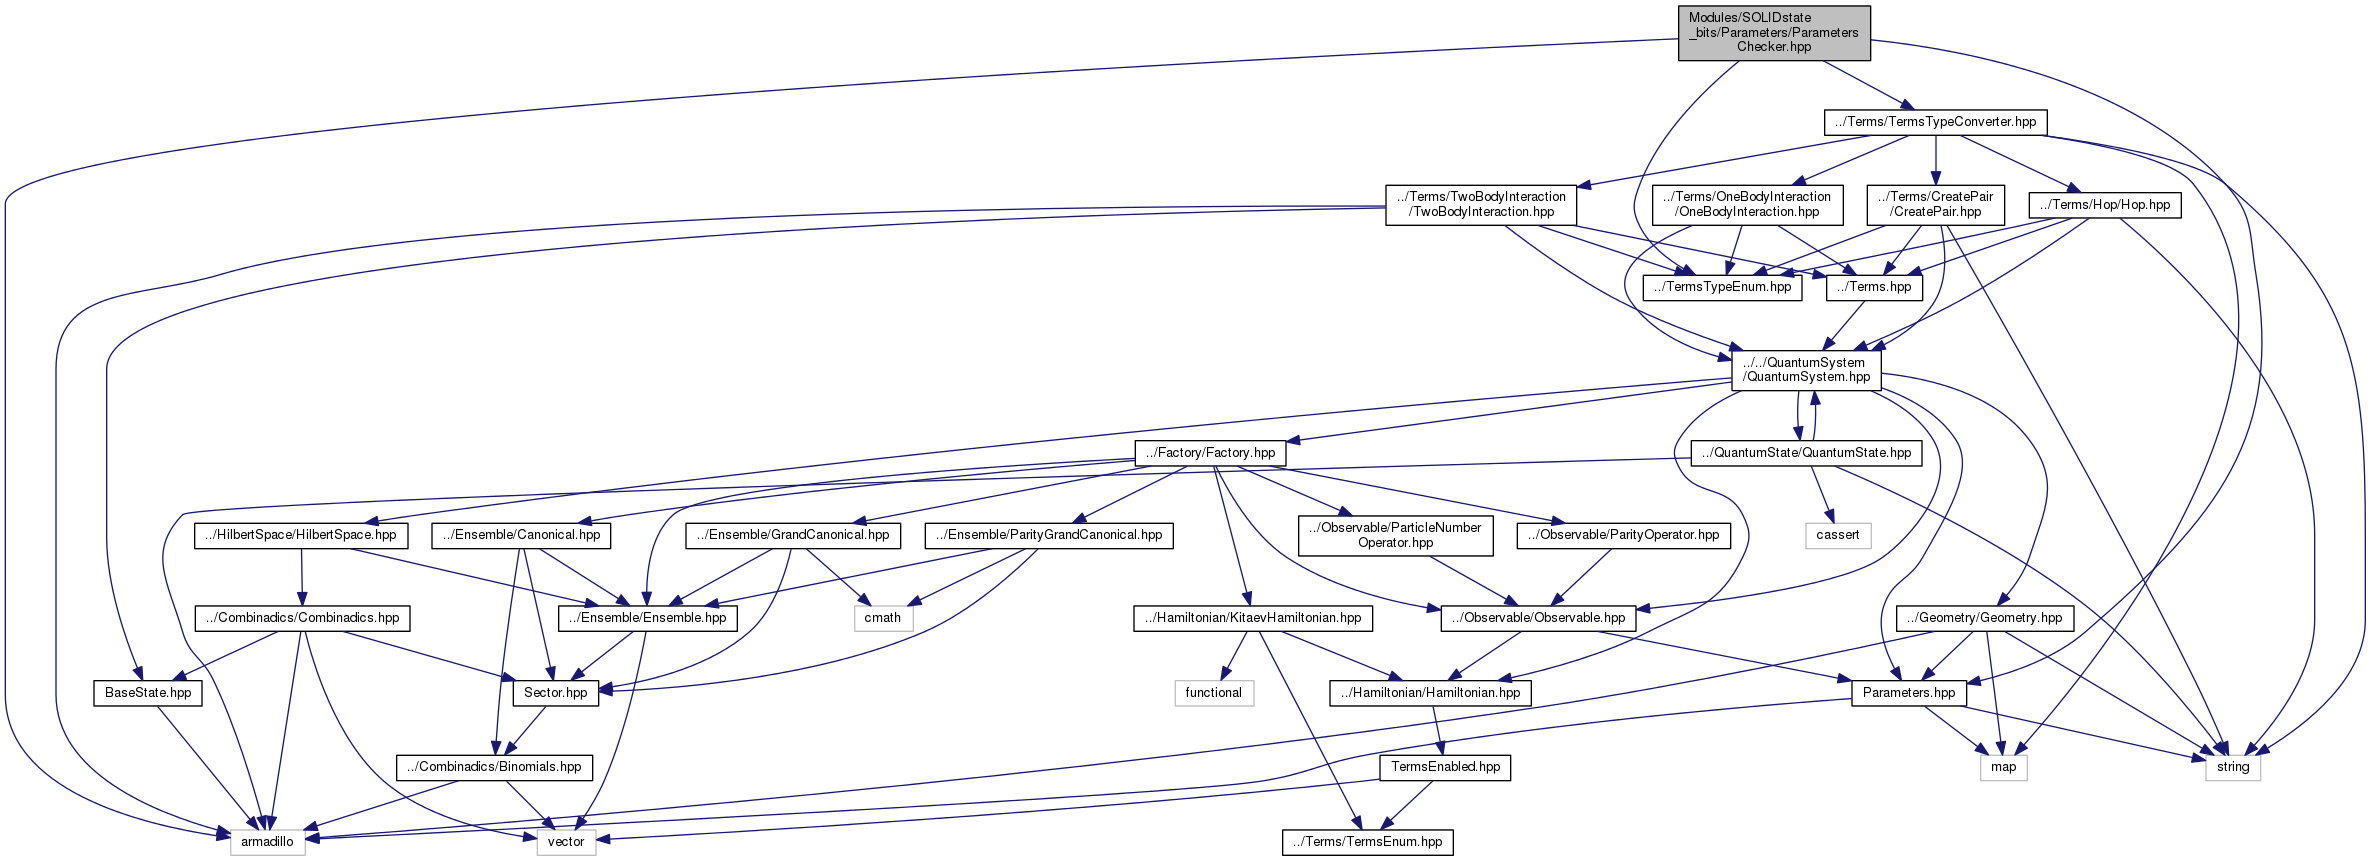 Modules/SOLIDstate
_bits/Parameters/Parameters
Checker.hpp
../Terms/TermsTypeConverter.hpp
../Terms/TwoBodyInteraction
/TwoBodyInteraction.hpp
../Terms/OneBodyInteraction
/OneBodyInteraction.hpp
../Terms/CreatePair
/CreatePair.hpp
../Terms/Hop/Hop.hpp
../TermsTypeEnum.hpp
../Terms.hpp
../../QuantumSystem
/QuantumSystem.hpp
../Factory/Factory.hpp
../QuantumState/QuantumState.hpp
../HilbertSpace/HilbertSpace.hpp
../Ensemble/Canonical.hpp
../Ensemble/GrandCanonical.hpp
../Ensemble/ParityGrandCanonical.hpp
../Observable/ParticleNumber
Operator.hpp
../Observable/ParityOperator.hpp
cassert
../Combinadics/Combinadics.hpp
../Ensemble/Ensemble.hpp
cmath
../Hamiltonian/KitaevHamiltonian.hpp
../Observable/Observable.hpp
../Geometry/Geometry.hpp
BaseState.hpp
Sector.hpp
functional
../Hamiltonian/Hamiltonian.hpp
Parameters.hpp
../Combinadics/Binomials.hpp
TermsEnabled.hpp
map
string
armadillo
vector
../Terms/TermsEnum.hpp